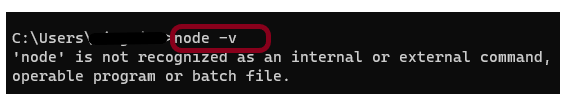 C:\Users\ >node -v
'node' is not recognized as an internal or external command,
operable program or batch file.